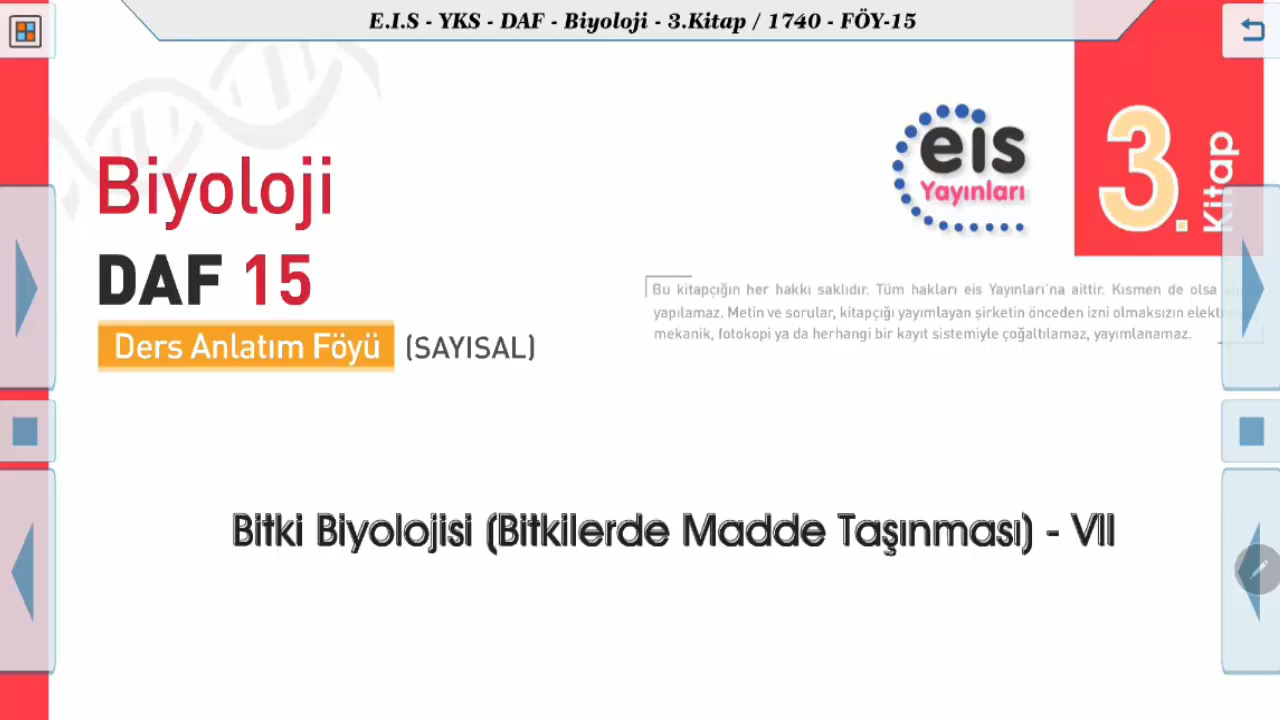 E.I.S - YKS - DAF - Biyoloji - 3.Kitap / 1740 - FÖY-15
eis
Yayınları
3.
Kitap
Biyoloji
DAF 15
Ders Anlatım Föyü (SAYISAL)
Bu kitapçığın her hakkı saklıdır. Tüm hakları eis Yayınları'na aittir. Kısmen de olsa
yapılamaz. Metin ve sorular, kitapçığı yayımlayan şirketin önceden izni olmaksızın
mekanik, fotokopi ya da herhangi bir kayıt sistemiyle çoğaltılamaz, yayımlanamaz.
Bitki Biyolojisi (Bitkilerde Madde Taşınması) - VII